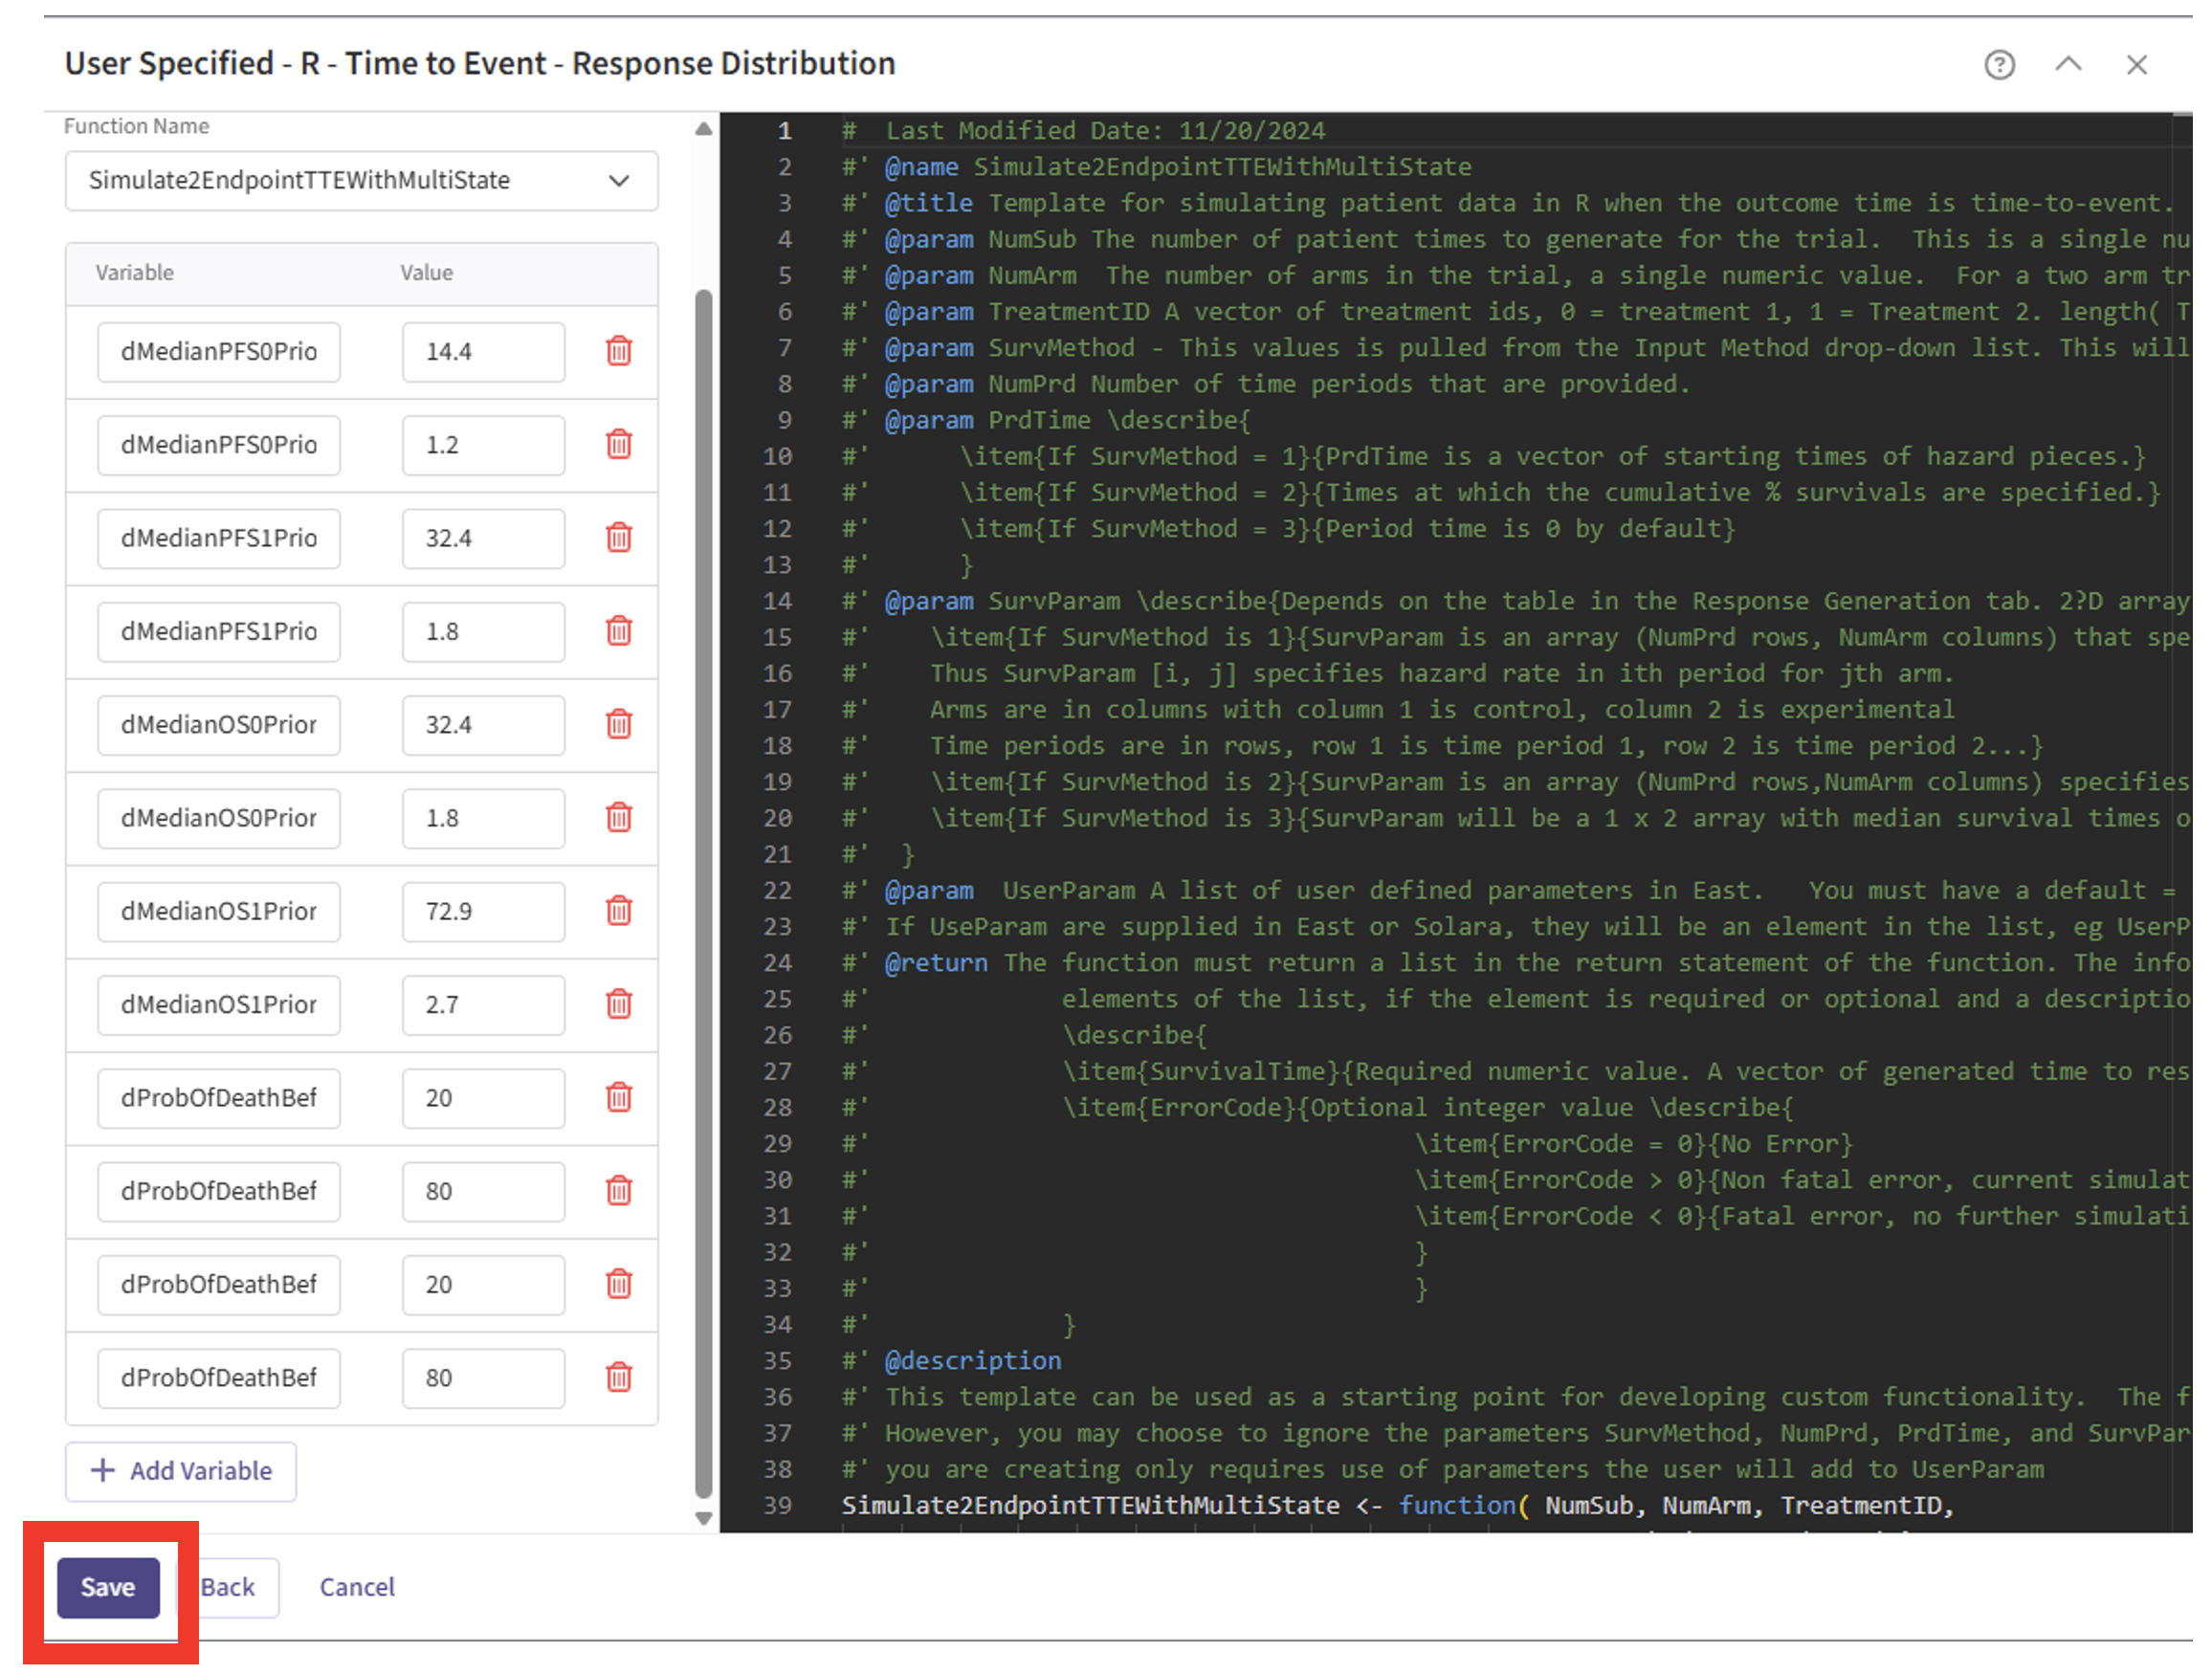 User Specified - R - Time to Event - Response Distribution
Function Name
Simulate2EndpointTTEWithMultiState
Variable Value
dMedianPFS0Prio 14.4
dMedianPFS0Prio 1.2
dMedianPFS1Prio 32.4
dMedianPFS1Prio 1.8
dMedianOS0Prior 32.4
dMedianOS0Prior 1.8
dMedianOS1Prior 72.9
dMedianOS1Prior 2.7
dProbOfDeathBef 20
dProbOfDeathBef 80
dProbOfDeathBef 20
dProbOfDeathBef 80
+ Add Variable
Save Back Cancel
1 #  Last Modified Date: 11/20/2024
2 #' @name Simulate2EndpointTTEWithMultiState
3 #' @title Template for simulating patient data in R when the outcome time is time-to-event.
4 #' @param NumSub The number of patient times to generate for the trial.  This is a single nu
5 #' @param NumArm  The number of arms in the trial, a single numeric value.  For a two arm tr
6 #' @param TreatmentID A vector of treatment ids, 0 = treatment 1, 1 = Treatment 2. length( T
7 #' @param SurvMethod - This values is pulled from the Input Method drop-down list. This will
8 #' @param NumPrd Number of time periods that are provided.
9 #' @param PrdTime \describe{
10 #'      \item{If SurvMethod = 1}{PrdTime is a vector of starting times of hazard pieces.}
11 #'      \item{If SurvMethod = 2}{Times at which the cumulative % survivals are specified.}
12 #'      \item{If SurvMethod = 3}{Period time is 0 by default}
13 #'      }
14 #' @param SurvParam \describe{Depends on the table in the Response Generation tab. 2?D array
15 #'    \item{If SurvMethod is 1}{SurvParam is an array (NumPrd rows, NumArm columns) that spe
16 #'    Thus SurvParam [i, j] specifies hazard rate in ith period for jth arm.
17 #'    Arms are in columns with column 1 is control, column 2 is experimental
18 #'    Time periods are in rows, row 1 is time period 1, row 2 is time period 2...}
19 #'    \item{If SurvMethod is 2}{SurvParam is an array (NumPrd rows,NumArm columns) specifies
20 #'    \item{If SurvMethod is 3}{SurvParam will be a 1 x 2 array with median survival times o
21 #'  }
22 #' @param  UserParam A list of user defined parameters in East.   You must have a default =
23 #' If UseParam are supplied in East or Solara, they will be an element in the list, eg UserP
24 #' @return The function must return a list in the return statement of the function. The info
25 #'             elements of the list, if the element is required or optional and a descriptio
26 #'             \describe{
27 #'             \item{SurvivalTime}{Required numeric value. A vector of generated time to res
28 #'             \item{ErrorCode}{Optional integer value \describe{
29 #'                                     \item{ErrorCode = 0}{No Error}
30 #'                                     \item{ErrorCode > 0}{Non fatal error, current simulat
31 #'                                     \item{ErrorCode < 0}{Fatal error, no further simulati
32 #'                                     }
33 #'                                     }
34 #'             }
35 #' @description
36 #' This template can be used as a starting point for developing custom functionality.  The f
37 #' However, you may choose to ignore the parameters SurvMethod, NumPrd, PrdTime, and SurvPar
38 #' you are creating only requires use of parameters the user will add to UserParam
39 Simulate2EndpointTTEWithMultiState <- function( NumSub, NumArm, TreatmentID,